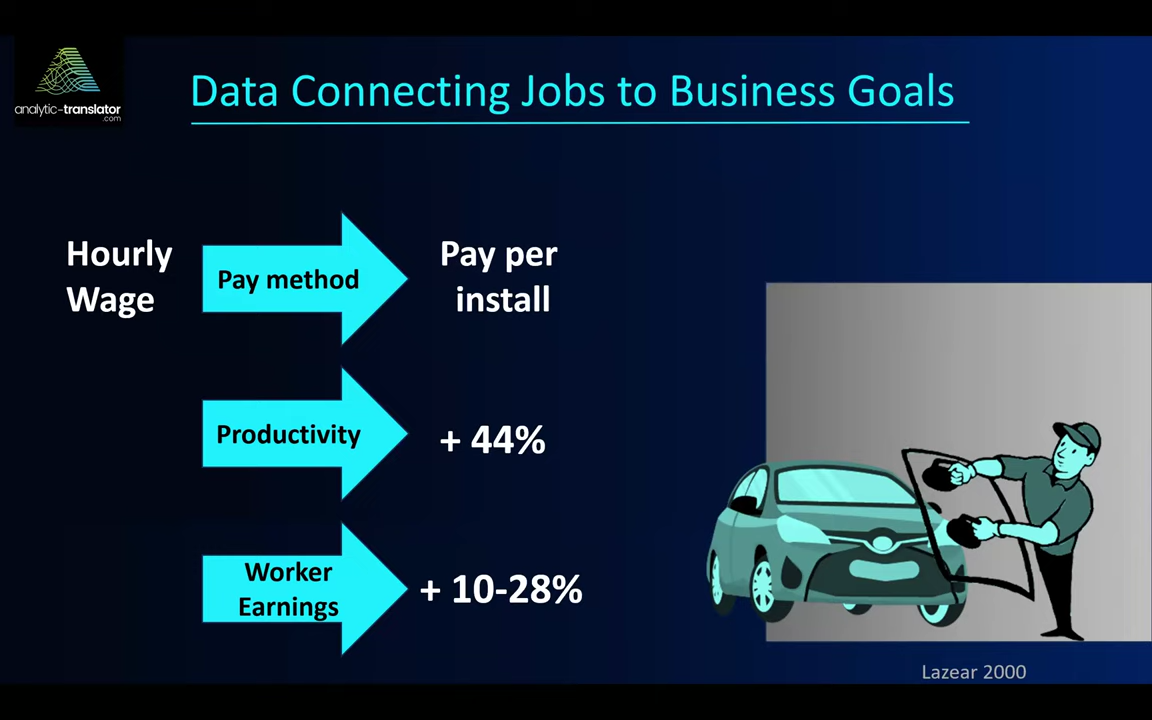 analytic-translator
.com
Data Connecting Jobs to Business Goals
Hourly
Wage
Pay method
Pay per
install
Productivity
+ 44%
Worker
Earnings
+ 10-28%
Lazear 2000